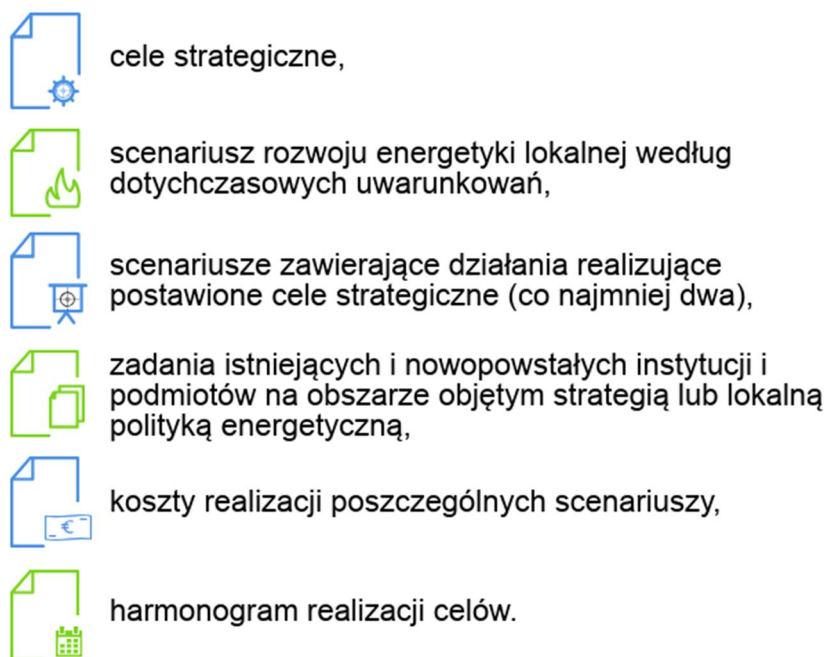 cele strategiczne,
scenariusz rozwoju energetyki lokalnej według
dotychczasowych uwarunkowań,
scenariusze zawierające działania realizujące
postawione cele strategiczne (co najmniej dwa),
zadania istniejących i nowopowstałych instytucji i
podmiotów na obszarze objętym strategią lub lokalną
polityką energetyczną,
€
koszty realizacji poszczególnych scenariuszy,
harmonogram realizacji celów.